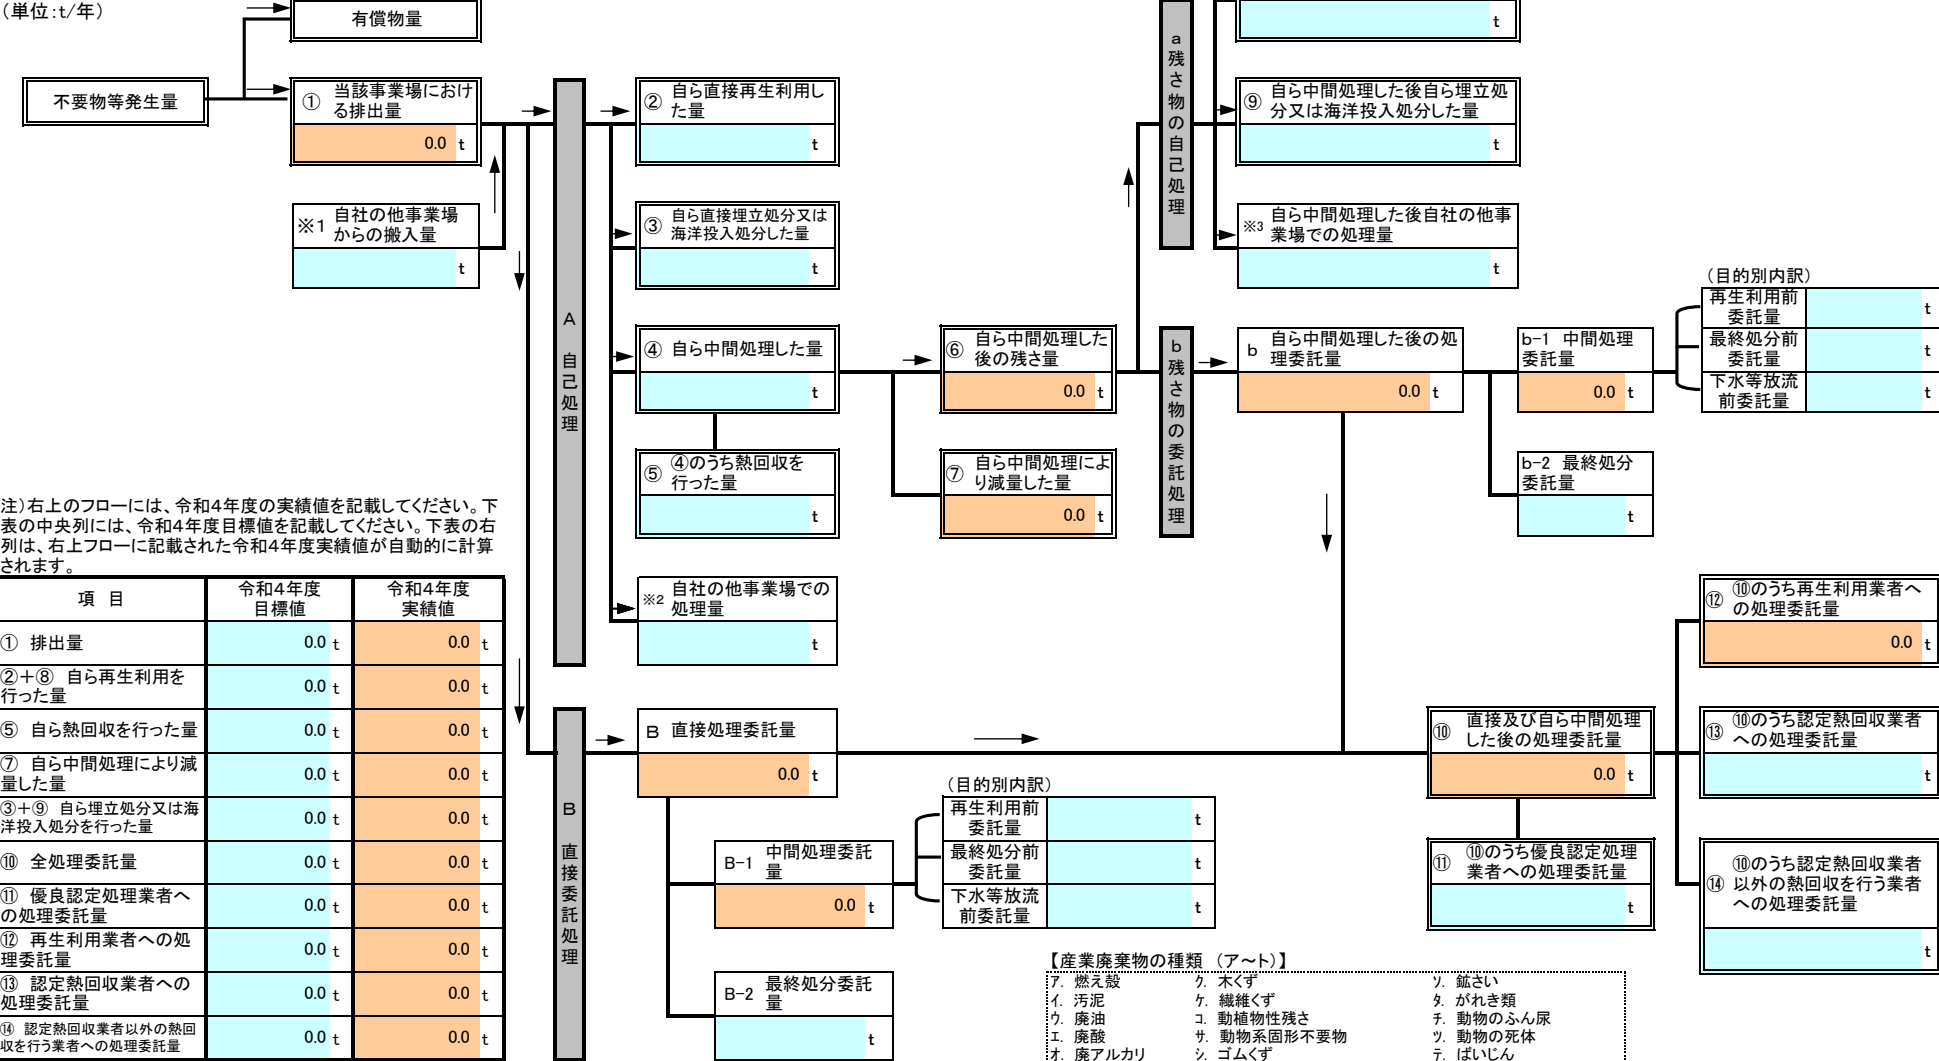 (単位:t/年)
有償物量
不要物等発生量
① 当該事業場におけ
る排出量
0.0 t
※1 自社の他事業場
からの搬入量
t
A 自己処理
② 自ら直接再生利用し
た量
t
③ 自ら直接埋立処分又は
海洋投入処分した量
t
④ 自ら中間処理した量
t
⑤ ④のうち熱回収を
行った量
t
※2 自社の他事業場での
処理量
t
⑥ 自ら中間処理した
後の残さ量
0.0 t
⑦ 自ら中間処理によ
り減量した量
0.0 t
a 残さ物の自己処理
t
⑨ 自ら中間処理した後自ら埋立処
分又は海洋投入処分した量
t
※3 自ら中間処理した後自社の他事
業場での処理量
t
b 残さ物の委託処理
b 自ら中間処理した後の処
理委託量
0.0 t
b-1 中間処理
委託量
0.0 t
b-2 最終処分
委託量
t
(目的別内訳)
再生利用前
委託量
t
最終処分前
委託量
t
下水等放流
前委託量
t
注)右上のフローには、令和4年度の実績値を記載してください。下
表の中央列には、令和4年度目標値を記載してください。下表の右
列は、右上フローに記載された令和4年度実績値が自動的に計算
されます。
項 目
令和4年度
目標値
令和4年度
実績値
① 排出量
0.0 t 0.0 t
②+⑧ 自ら再生利用を
行った量
0.0 t 0.0 t
⑤ 自ら熱回収を行った量
0.0 t 0.0 t
⑦ 自ら中間処理により減
量した量
0.0 t 0.0 t
③+⑨ 自ら埋立処分又は海
洋投入処分を行った量
0.0 t 0.0 t
⑩ 全処理委託量
0.0 t 0.0 t
⑪ 優良認定処理業者へ
の処理委託量
0.0 t 0.0 t
⑫ 再生利用業者への処
理委託量
0.0 t 0.0 t
⑬ 認定熱回収業者への
処理委託量
0.0 t 0.0 t
⑭ 認定熱回収業者以外の熱回
収を行う業者への処理委託量
0.0 t 0.0 t
B 直接委託処理
B 直接処理委託量
0.0 t
B-1 中間処理委託
量
0.0 t
B-2 最終処分委託
量
t
(目的別内訳)
再生利用前
委託量
t
最終処分前
委託量
t
下水等放流
前委託量
t
⑩ 直接及び自ら中間処理
した後の処理委託量
0.0 t
⑪ ⑩のうち優良認定処理
業者への処理委託量
t
⑫ ⑩のうち再生利用業者へ
の処理委託量
0.0 t
⑬ ⑩のうち認定熱回収業者
への処理委託量
t
⑭ ⑩のうち認定熱回収業者
以外の熱回収を行う業者
への処理委託量
t
【産業廃棄物の種類 (ア~ト)】
ア. 燃え殻 ク. 木くず ソ. 鉱さい
イ. 汚泥 ケ. 繊維くず タ. がれき類
ウ. 廃油 コ. 動植物性残さ チ. 動物のふん尿
エ. 廃酸 サ. 動物系固形不要物 ツ. 動物の死体
オ. 廃アルカリ シ. ゴムくず テ. ばいじん